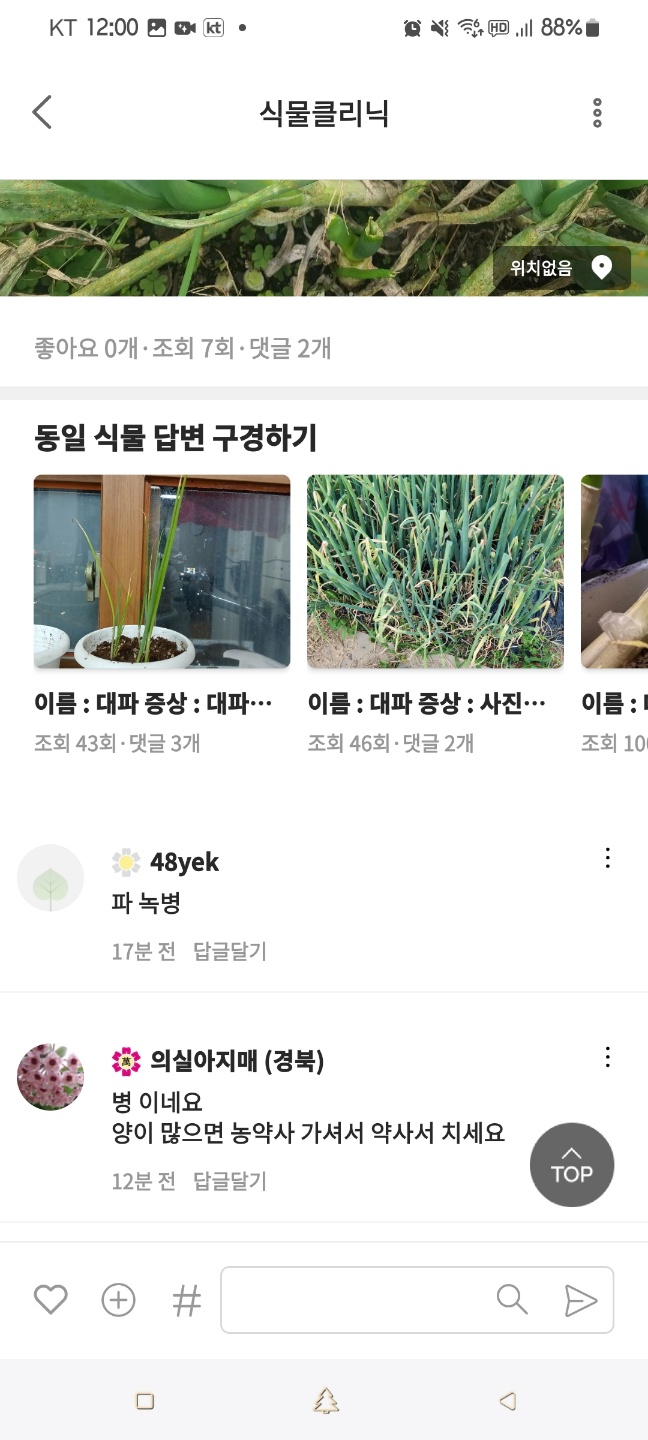 KT 12:00 kt 6 HD 88%
식물클리닉
위치없음
좋아요 0개·조회 7회·댓글 2개
동일 식물 답변 구경하기
이름 : 대파 증상 : 대파… 이름 : 대파 증상 : 사진… 이름 :
조회 43회·댓글 3개 조회 46회·댓글 2개 조회
48yek
파 녹병
17분 전 답글달기
萬 의실아지매 (경북)
병 이네요
양이 많으면 농약사 가셔서 약사서 치세요
TOP
12분 전 답글달기
#